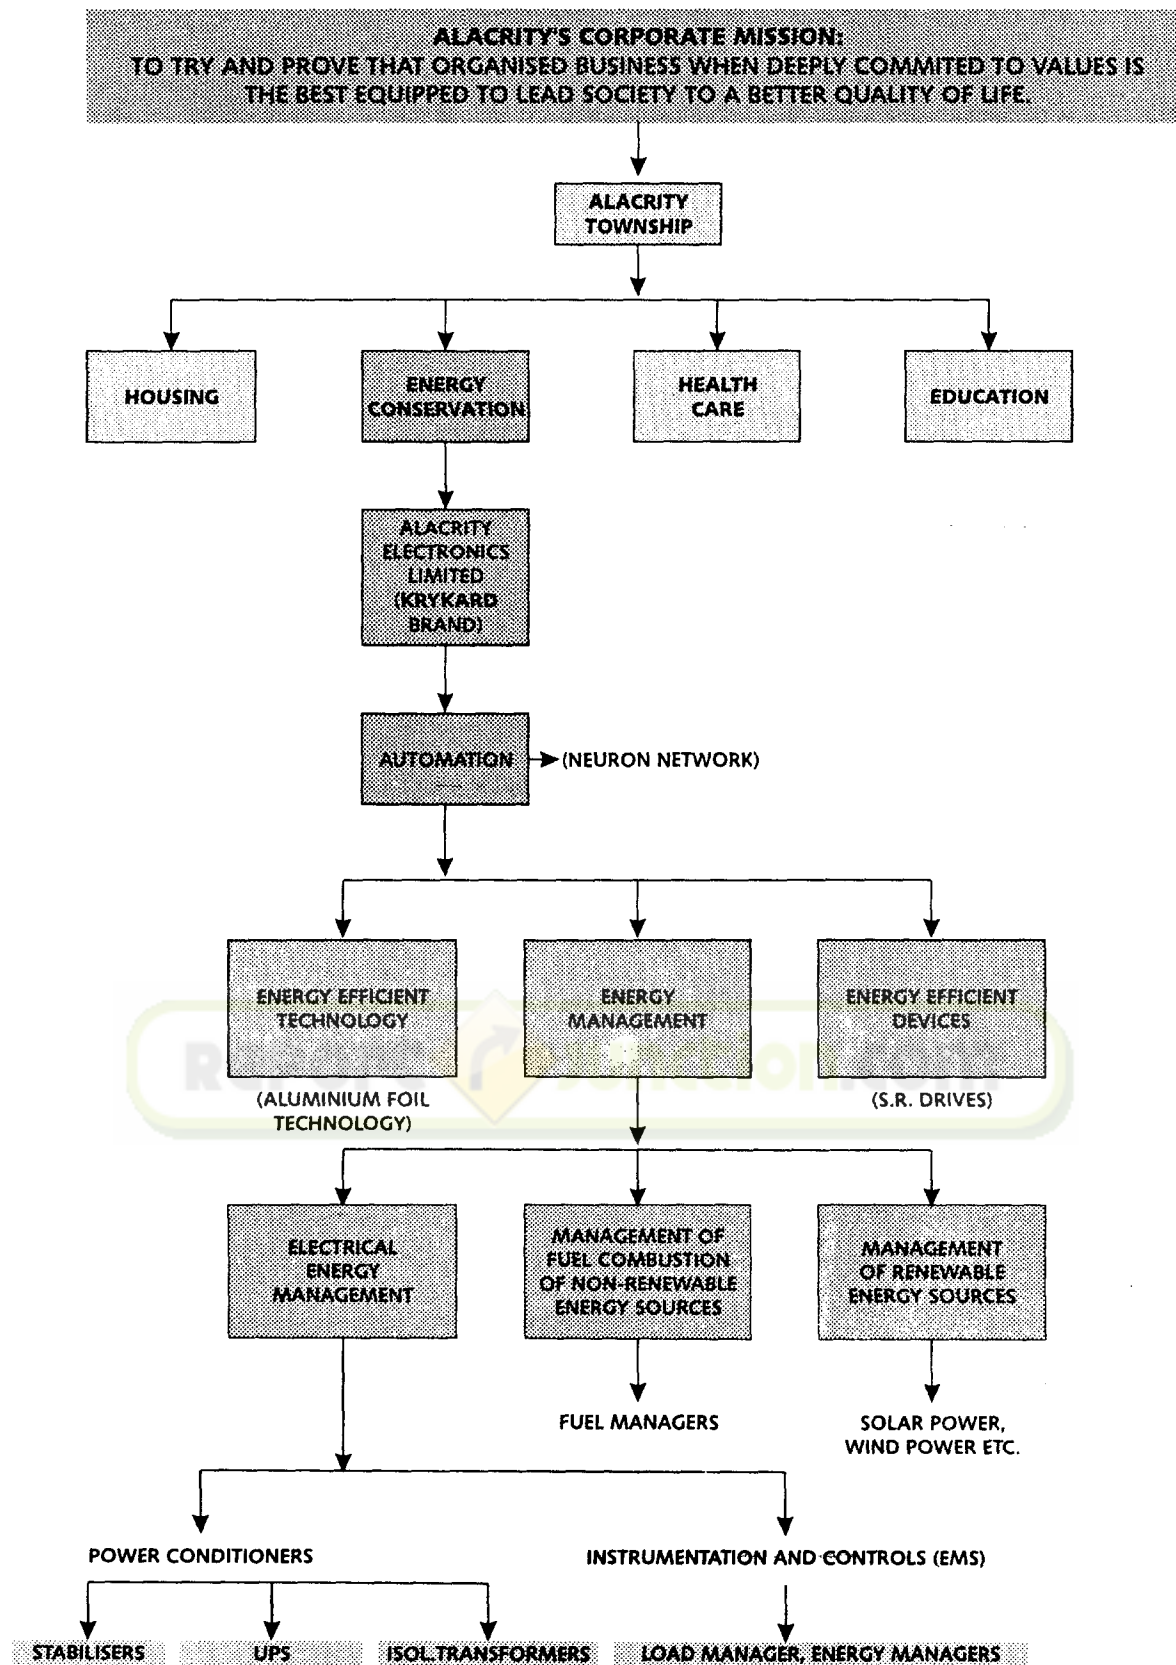 ALACRITY'S CORPORATE MISSION:
TO TRY AND PROVE THAT ORGANISED BUSINESS WHEN DEEPLY COMMITED TO VALUES IS
THE BEST EQUIPPED TO LEAD SOCIETY TO A BETTER QUALITY OF LIFE.
ALACRITY
TOWNSHIP
HOUSING
ENERGY
CONSERVATION
HEALTH
CARE
EDUCATION
ALACRITY
ELECTRONICS
LIMITED
(KRYKARD
BRAND)
AUTOMATION
(NEURON NETWORK)
ENERGY EFFICIENT
TECHNOLOGY
ENERGY
MANAGEMENT
ENERGY EFFICIENT
DEVICES
Report Junction.com
(ALUMINIUM FOIL
TECHNOLOGY)
(S.R. DRIVES)
ELECTRICAL
ENERGY
MANAGEMENT
MANAGEMENT OF
FUEL COMBUSTION
OF NON-RENEWABLE
ENERGY SOURCES
MANAGEMENT
OF RENEWABLE
ENERGY SOURCES
FUEL MANAGERS
SOLAR POWER,
WIND POWER ETC.
POWER CONDITIONERS
INSTRUMENTATION AND CONTROLS (EMS)
STABILISERS
UPS
ISOL.TRANSFORMERS
LOAD MANAGER, ENERGY MANAGERS